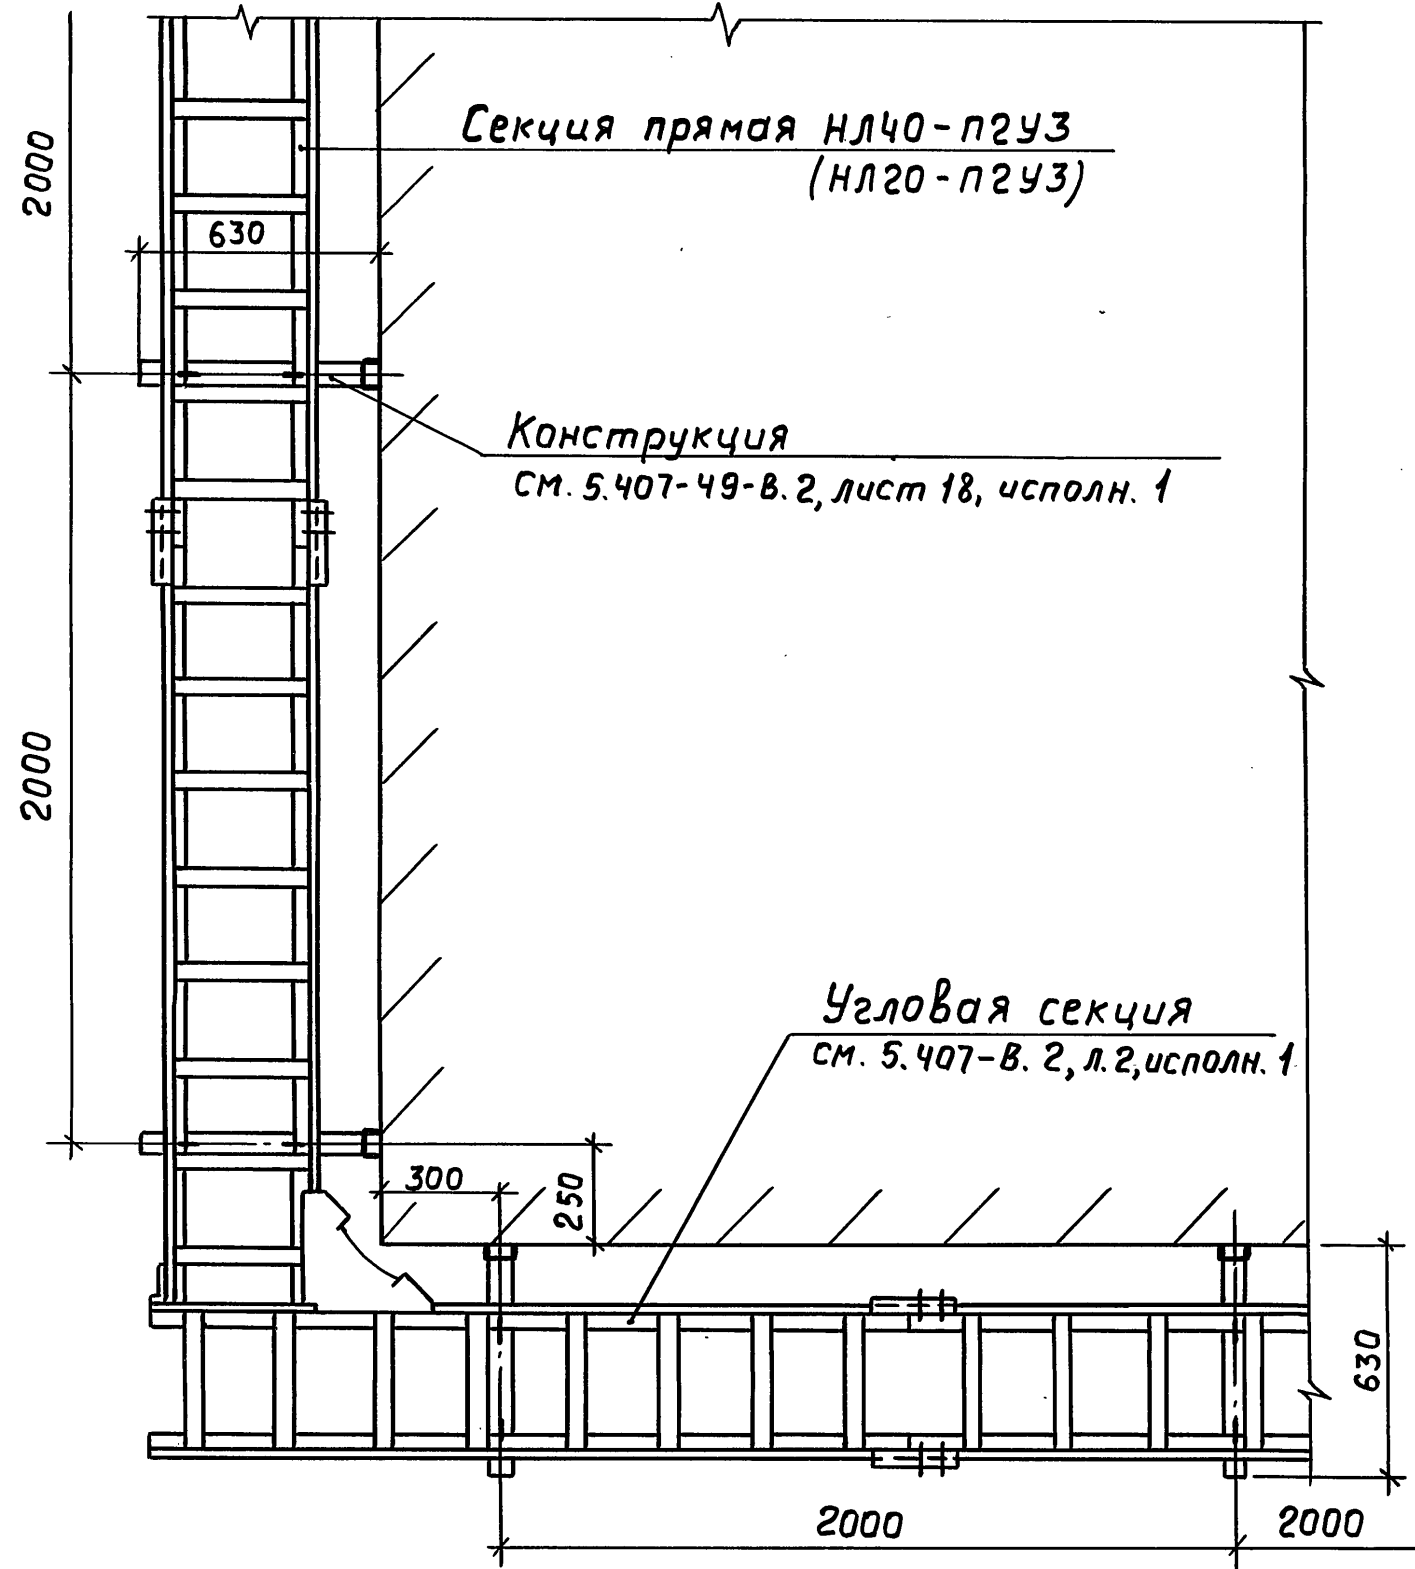 2000
Секция прямая НЛ40-П2У3
(НЛ20-П2У3)
630
Конструкция
см. 5.407-49-В.2, лист 18, исполн. 1
2000
Угловая секция
см. 5.407-В.2, л.2, исполн. 1
300
250
630
2000
2000